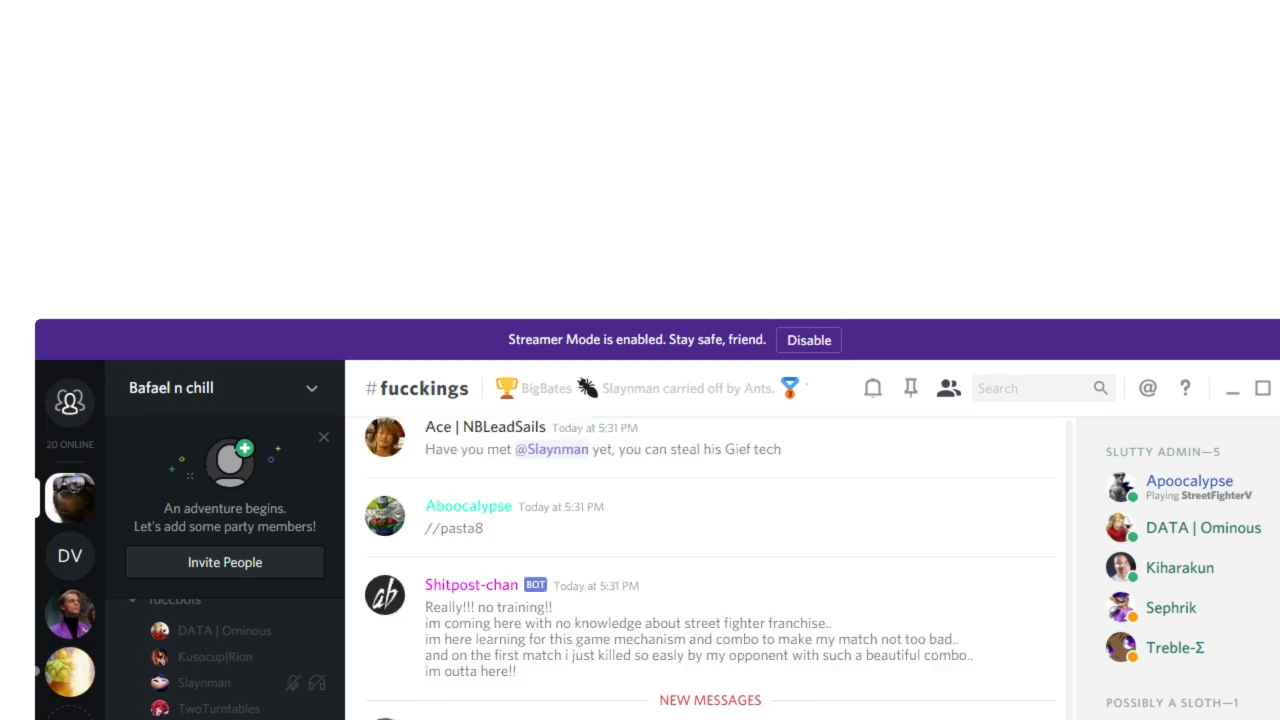 Streamer Mode is enabled. Stay safe, friend. Disable
Bafael n chill
#fucckings
BigBates
Slaynman carried off by Ants.
Search
20 ONLINE
An adventure begins.
Let's add some party members!
Invite People
DV
fuccbois
DATA | Ominous
Kusocup|Rion
Slaynman
TwoTurntables
Ace | NBLeadSails Today at 5:31 PM
Have you met @Slaynman yet, you can steal his Gief tech
Aboocalypse Today at 5:31 PM
//pasta8
Shitpost-chan BOT Today at 5:31 PM
Really!!! no training!!
im coming here with no knowledge about street fighter franchise..
im here learning for this game mechanism and combo to make my match not too bad..
and on the first match i just killed so easly by my opponent with such a beautiful combo..
im outta here!!
NEW MESSAGES
SLUTTY ADMIN—5
Apoocalypse
Playing StreetFighterV
DATA | Ominous
Kiharakun
Sephrik
Treble-Σ
POSSIBLY A SLOTH—1